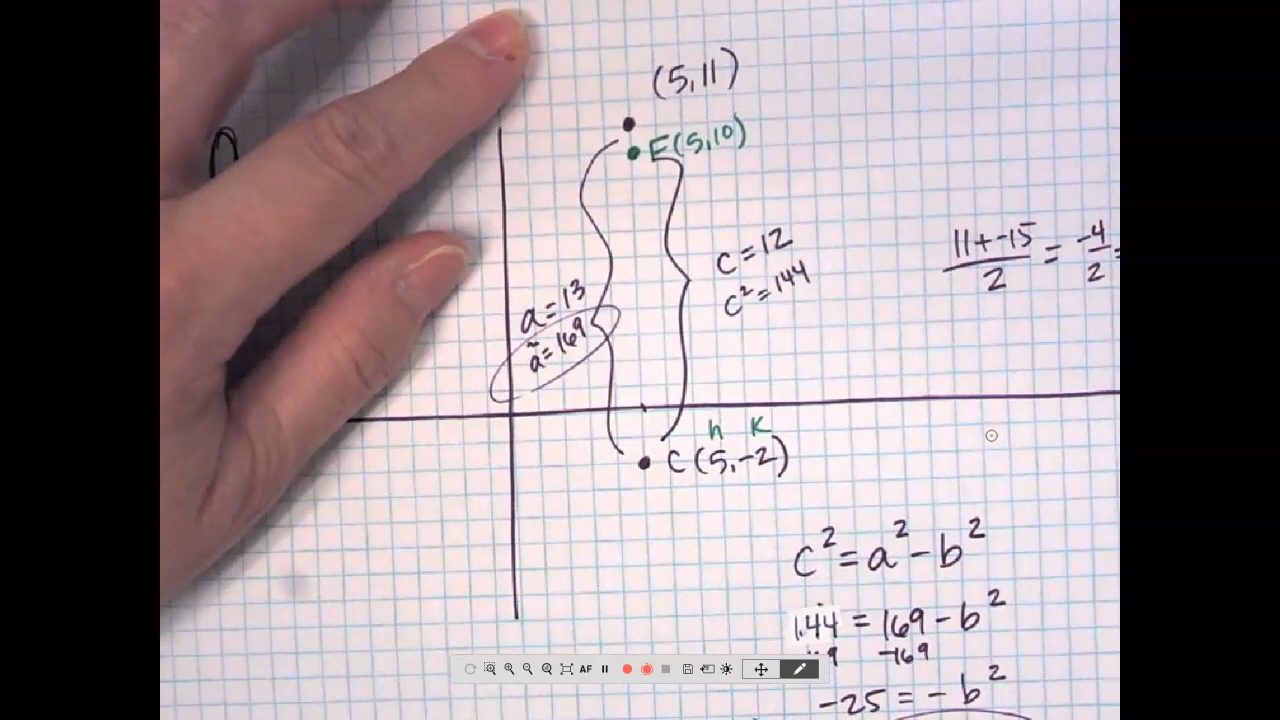 (5,11)
F(5,10)
c=12
c²=144
11+-15
2
=
-4
2
=
a=13
a²=169
h K
C(5,-2)
c²=a²-b²
144=169-b²
-169
AF
-25=-b²